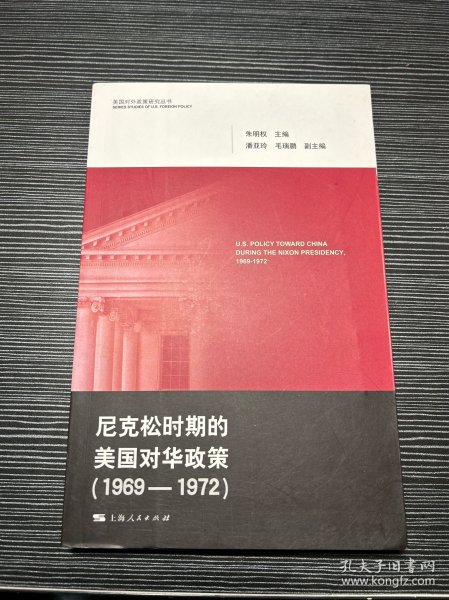 美国对外政策研究丛书
SERIES STUDIES OF U.S. FOREIGN POLICY
朱明权 主编
潘亚玲 毛瑞鹏 副主编
U.S. POLICY TOWARD CHINA
DURING THE NIXON PRESIDENCY,
1969-1972
尼克松时期的
美国对华政策
(1969—1972)
上海人民出版社
孔夫子旧书网
www.kongfz.com